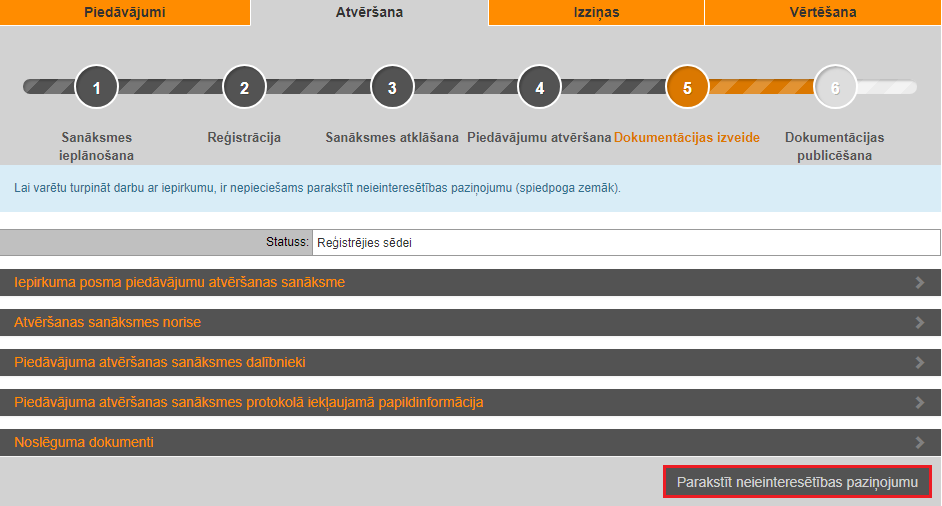 Piedāvājumi
Atvēršana
Izziņas
Vērtēšana
1
2
3
4
5
6
Sanāksmes
ieplānošana
Reģistrācija
Sanāksmes atklāšana
Piedāvājumu atvēršana
Dokumentācijas izveide
Dokumentācijas
publicēšana
Lai varētu turpināt darbu ar iepirkumu, ir nepieciešams parakstīt neieinteresētības paziņojumu (spiedpoga zemāk).
Statuss: Reģistrējies sēdei
Iepirkuma posma piedāvājumu atvēršanas sanāksme
Atvēršanas sanāksmes norise
Piedāvājuma atvēršanas sanāksmes dalībnieki
Piedāvājuma atvēršanas sanāksmes protokolā iekļaujamā papildinformācija
Noslēguma dokumenti
Parakstīt neieinteresētības paziņojumu